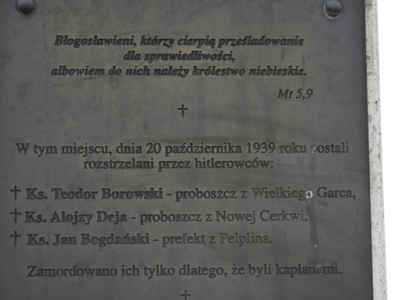 Błogosławieni, którzy cierpią prześladowanie
dla sprawiedliwości,
albowiem do nich należy królestwo niebieskie.
Mt 5,9
W tym miejscu, dnia 20 października 1939 roku zostali
rozstrzelani przez hitlerowców:
Ks. Teodor Borowski - proboszcz z Wielkiego Garca,
Ks. Alojzy Deja - proboszcz z Nowej Cerkwi,
Ks. Jan Bogdański - prefekt z Pelplina.
Zamordowano ich tylko dlatego, że byli kapłanami.